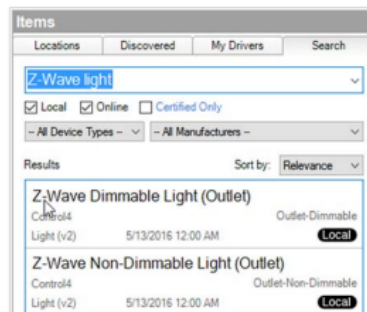 Items
Locations Discovered My Drivers Search
Z-Wave light
Local Online Certified Only
-- All Device Types -- -- All Manufacturers --
Results Sort by: Relevance
Z-Wave Dimmable Light (Outlet)
Control4 Outlet-Dimmable
Light (v2) 5/13/2016 12:00 AM Local
Z-Wave Non-Dimmable Light (Outlet)
Control4 Outlet-Non-Dimmable
Light (v2) 5/13/2016 12:00 AM Local